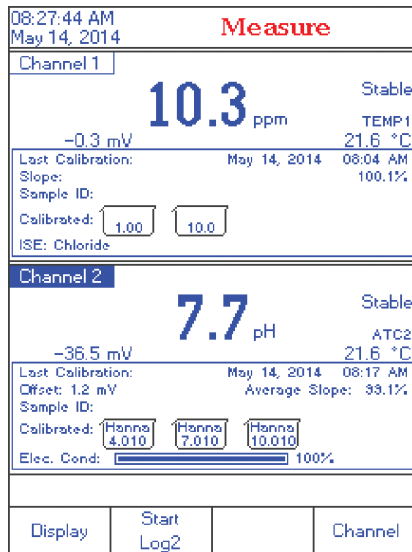 08:27:44 AM
May 14, 2014
Measure
Channel 1
10.3 ppm
Stable
TEMP1
-0.3 mV
21.6 °C
Last Calibration: May 14, 2014 08:04 AM
Slope: 100.1%
Sample ID:
Calibrated: 1.00 10.0
ISE: Chloride
Channel 2
7.7 pH
Stable
ATC2
-36.5 mV
21.6 °C
Last Calibration: May 14, 2014 08:17 AM
Offset: 1.2 mV Average Slope: 99.1%
Sample ID:
Calibrated: Hanna 4.010 Hanna 7.010 Hanna 10.010
Elec. Cond: 100%
Display
Start Log2
Channel